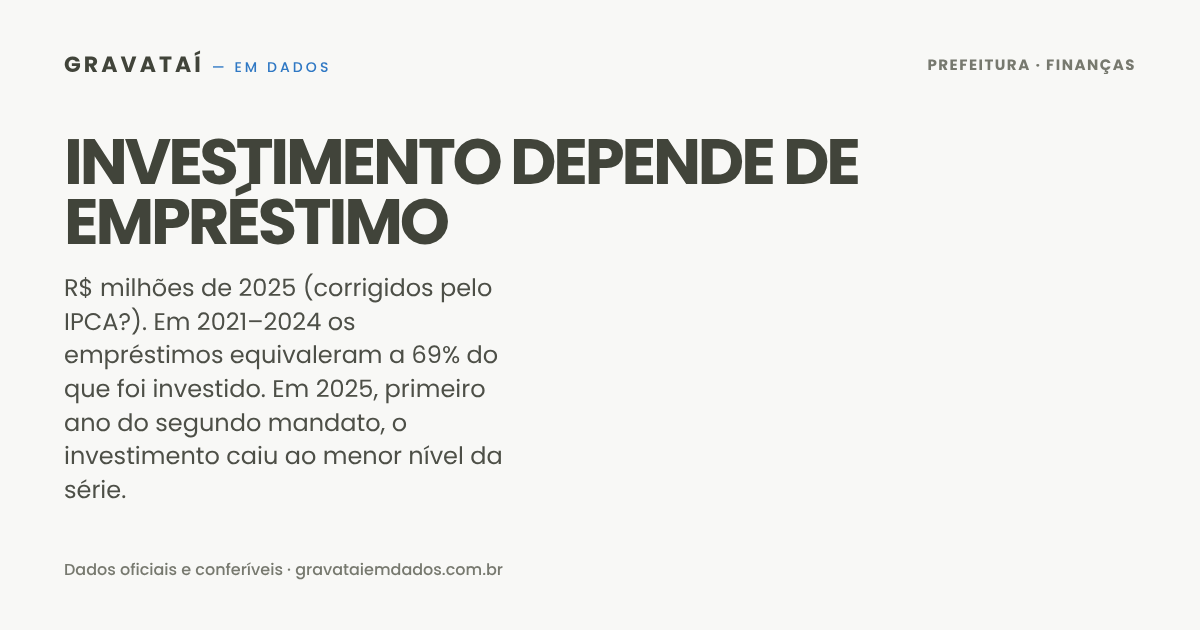 GRAVATAÍ — EM DADOS
PREFEITURA · FINANÇAS
INVESTIMENTO DEPENDE DE
EMPRÉSTIMO
R$ milhões de 2025 (corrigidos pelo
IPCA?). Em 2021–2024 os
empréstimos equivaleram a 69% do
que foi investido. Em 2025, primeiro
ano do segundo mandato, o
investimento caiu ao menor nível da
série.
Dados oficiais e conferíveis · gravataiemdados.com.br